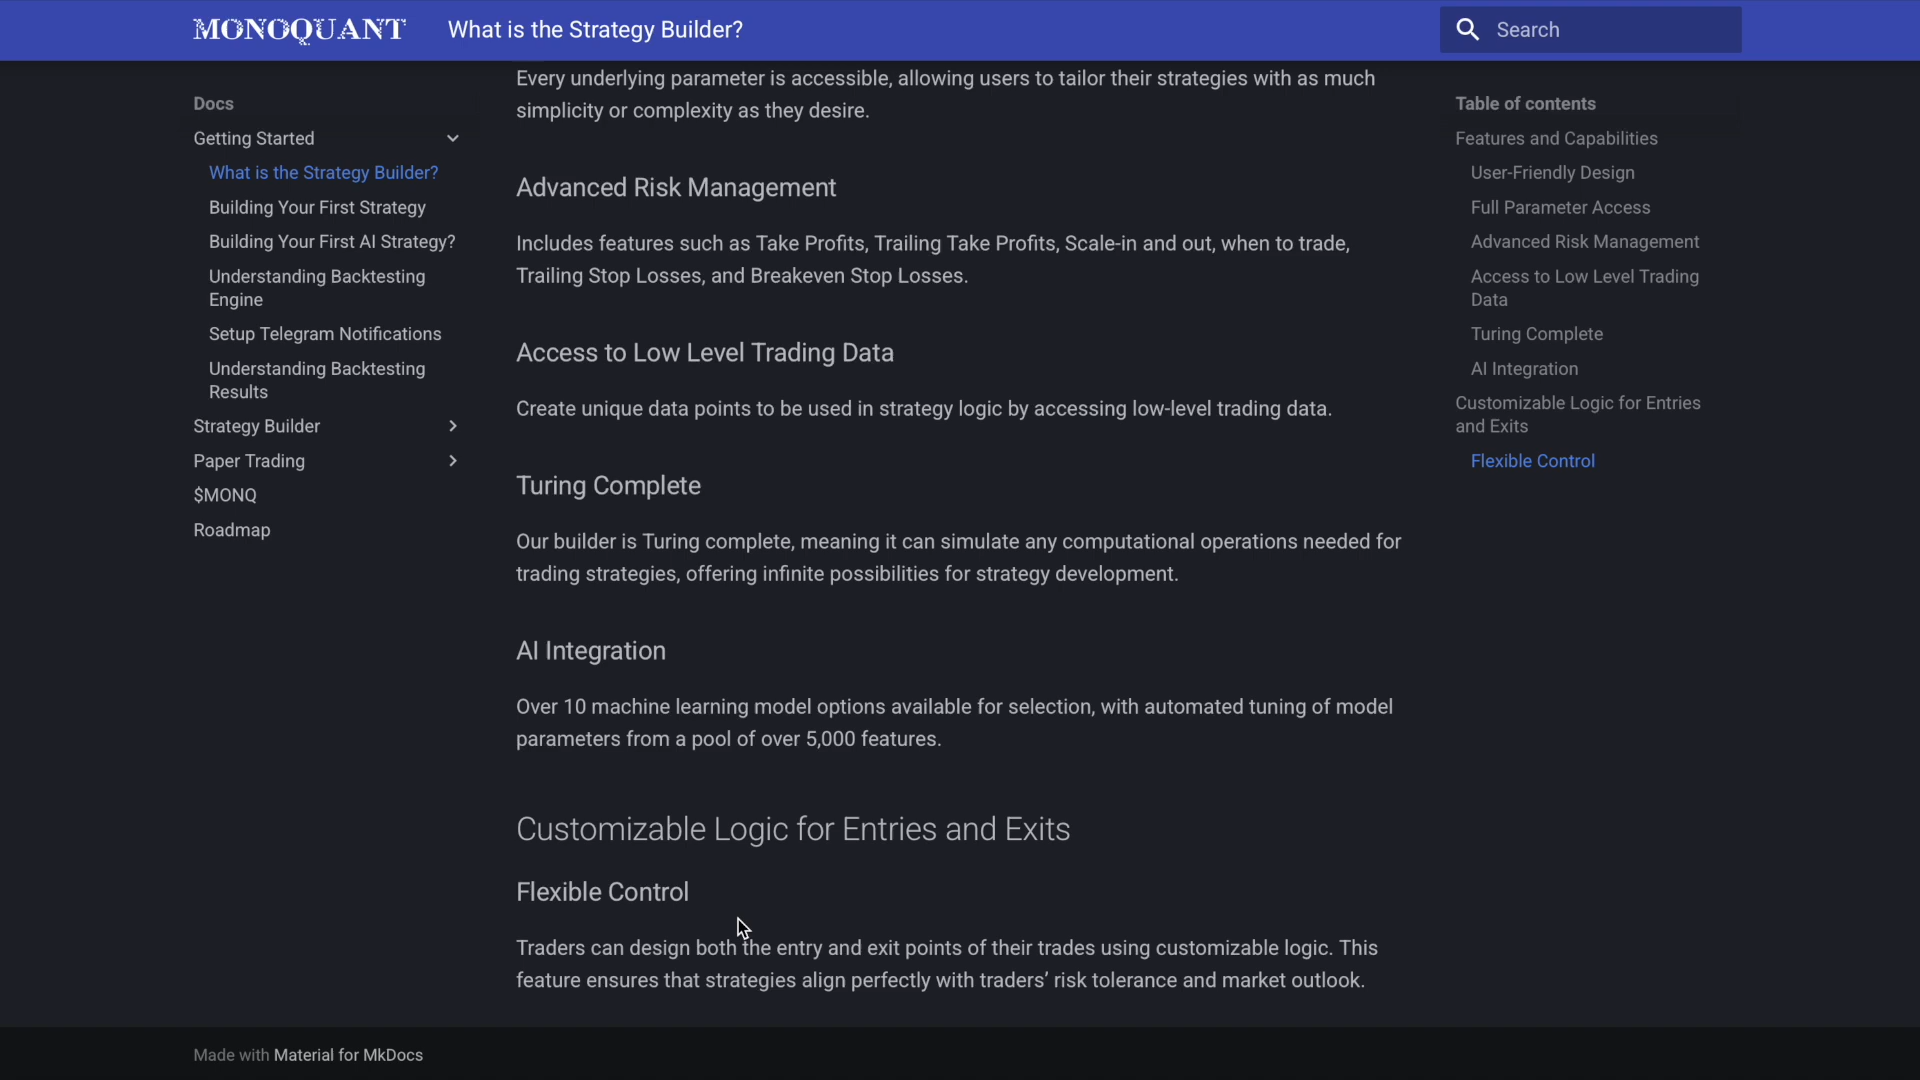 MONOQUANT
What is the Strategy Builder?
Search
Docs
Getting Started
What is the Strategy Builder?
Building Your First Strategy
Building Your First AI Strategy?
Understanding Backtesting
Engine
Setup Telegram Notifications
Understanding Backtesting
Results
Strategy Builder
Paper Trading
$MONQ
Roadmap
Every underlying parameter is accessible, allowing users to tailor their strategies with as much
simplicity or complexity as they desire.
Advanced Risk Management
Includes features such as Take Profits, Trailing Take Profits, Scale-in and out, when to trade,
Trailing Stop Losses, and Breakeven Stop Losses.
Access to Low Level Trading Data
Create unique data points to be used in strategy logic by accessing low-level trading data.
Turing Complete
Our builder is Turing complete, meaning it can simulate any computational operations needed for
trading strategies, offering infinite possibilities for strategy development.
AI Integration
Over 10 machine learning model options available for selection, with automated tuning of model
parameters from a pool of over 5,000 features.
Customizable Logic for Entries and Exits
Flexible Control
Traders can design both the entry and exit points of their trades using customizable logic. This
feature ensures that strategies align perfectly with traders’ risk tolerance and market outlook.
Table of contents
Features and Capabilities
User-Friendly Design
Full Parameter Access
Advanced Risk Management
Access to Low Level Trading
Data
Turing Complete
AI Integration
Customizable Logic for Entries
and Exits
Flexible Control
Made with Material for MkDocs